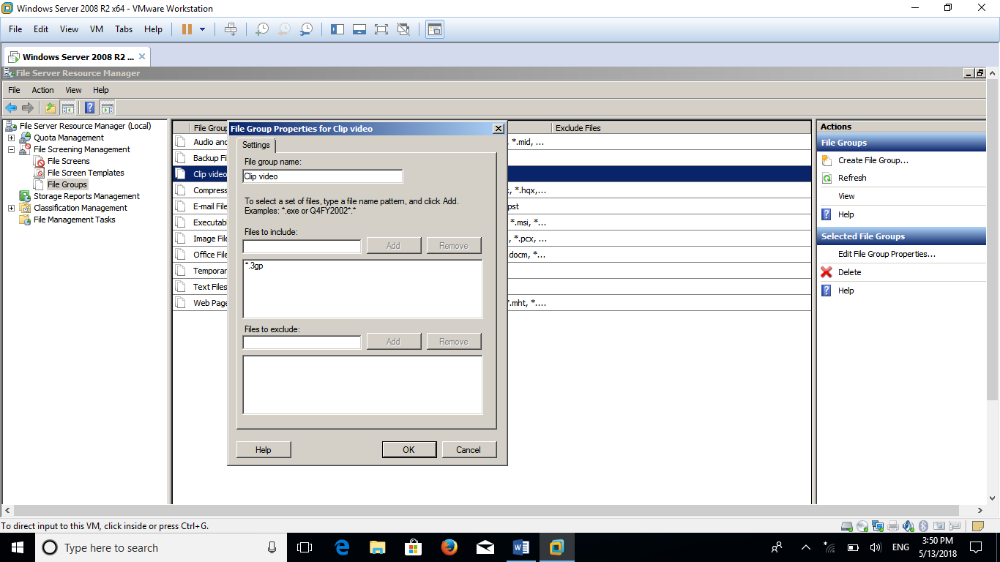 Windows Server 2008 R2 x64 - VMware Workstation
File Edit View VM Tabs Help
Windows Server 2008 R2 ...
File Server Resource Manager
File Action View Help
File Server Resource Manager (Local)
Quota Management
File Screening Management
File Screens
File Screen Templates
File Groups
Storage Reports Management
Classification Management
File Management Tasks
File Group Exclude Files
Audio and *.mid, ...
Backup Fi
Clip video
Compress *.hqx,...
E-mail File pst
Executab *.msi, *...
Image File , *.pcx, ...
Office File docm, *...
Temporar
Text Files
Web Page *.mht, *....
File Group Properties for Clip video
Settings
File group name:
Clip video
To select a set of files, type a file name pattern, and click Add.
Examples: *.exe or Q4FY2002*.*
Files to include:
Add Remove
*.3gp
Files to exclude:
Add Remove
Help OK Cancel
Actions
File Groups
Create File Group...
Refresh
View
Help
Selected File Groups
Edit File Group Properties...
Delete
Help
To direct input to this VM, click inside or press Ctrl+G.
Type here to search
ENG
3:50 PM
5/13/2018